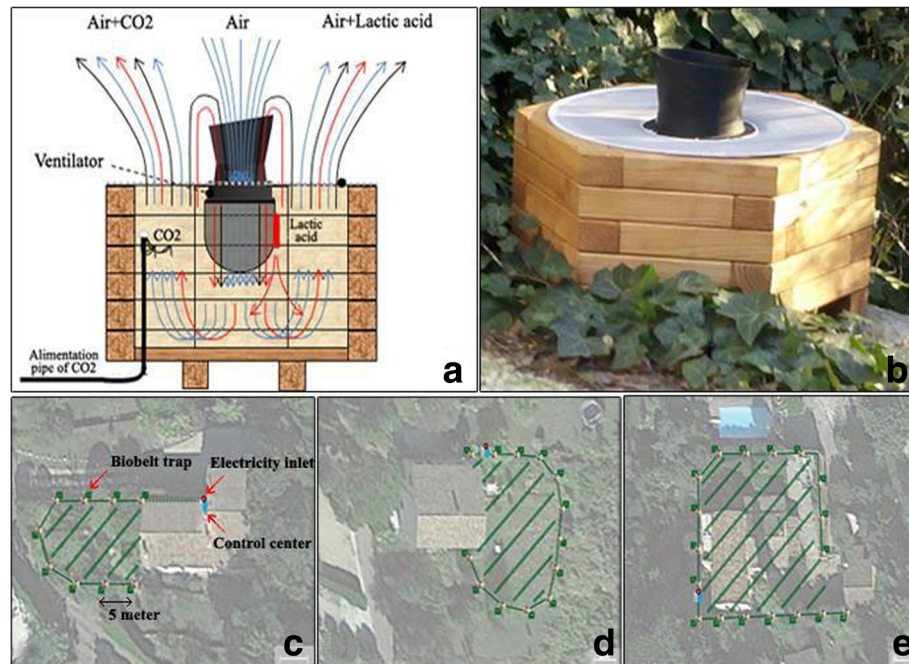 Air+CO2 Air Air+Lactic acid
Ventilator
CO2
Lactic
acid
Alimentation
pipe of CO2
a
b
Biobelt trap
Electricity inlet
Control center
5 meter
c
d
e